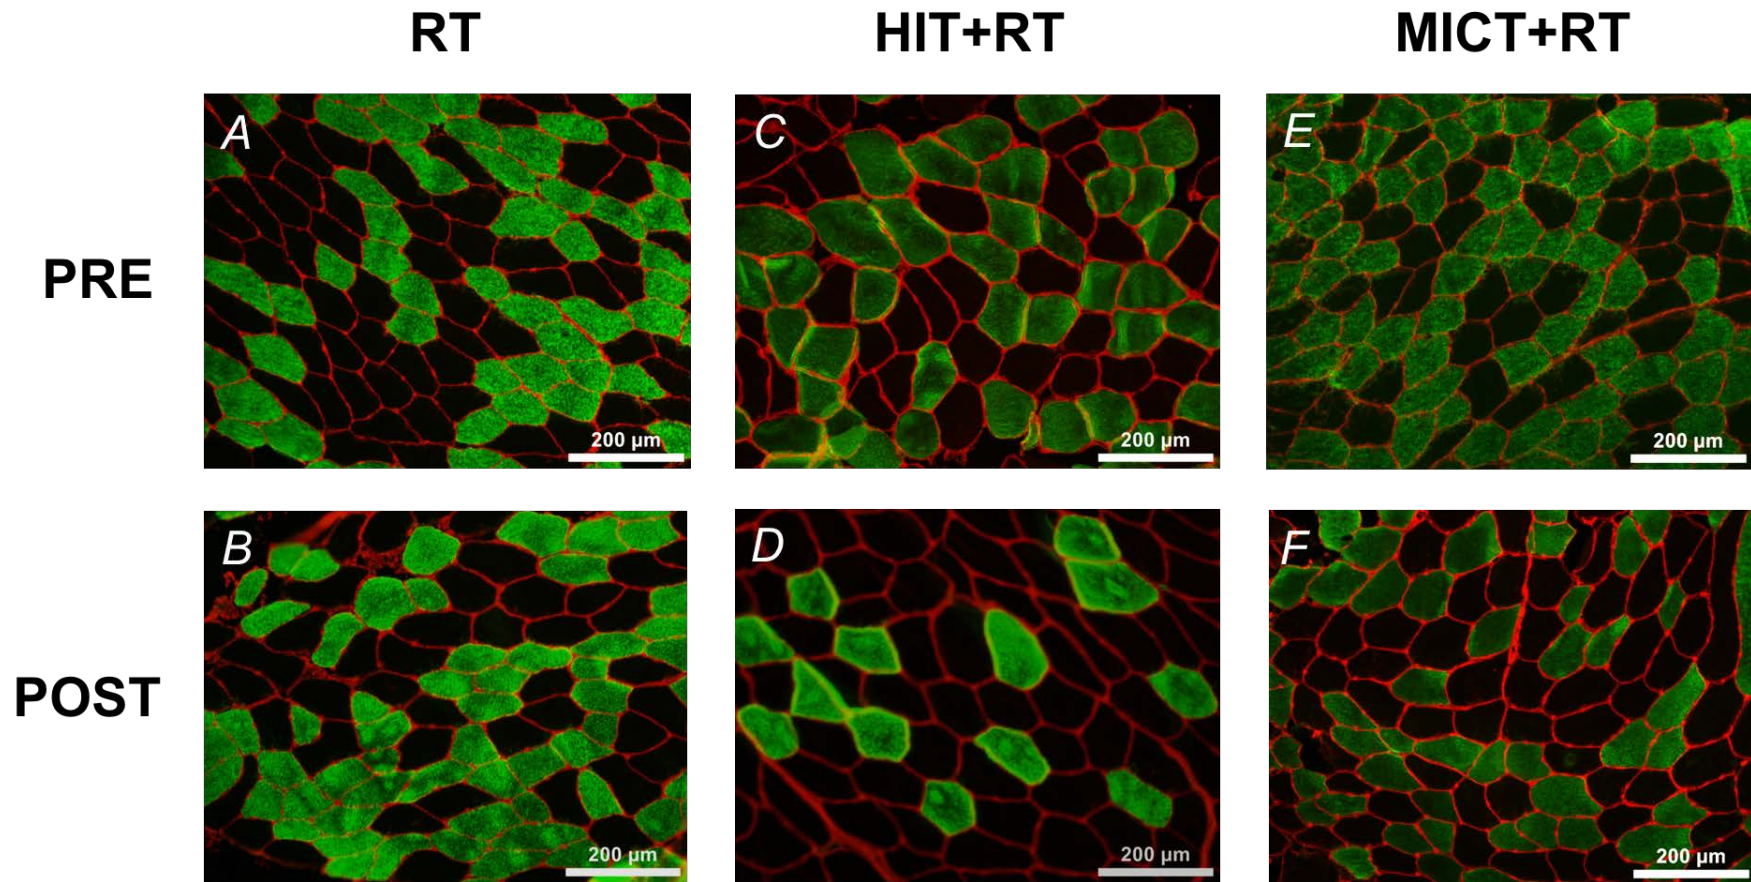 RT HIT+RT MICT+RT
PRE
A C E
200 µm 200 µm 200 µm
POST
B D F
200 µm 200 µm 200 µm